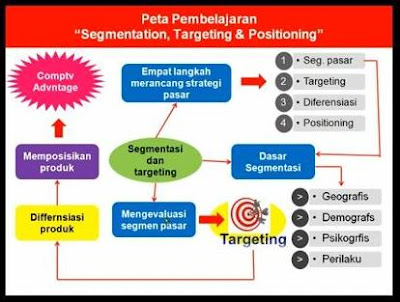 Peta Pembelajaran
“Segmentation, Targeting & Positioning”
Comptv
Advntage
Empat langkah
merancang strategi
pasar
1 • Seg. pasar
2 • Targeting
3 • Diferensiasi
4 • Positioning
Memposisikan
produk
Segmentasi
dan
targeting
Dasar
Segmentasi
Differnsiasi
produk
Mengevaluasi
segmen pasar
Targeting
> • Geografis
> • Demografs
> • Psikogrfis
> • Perilaku